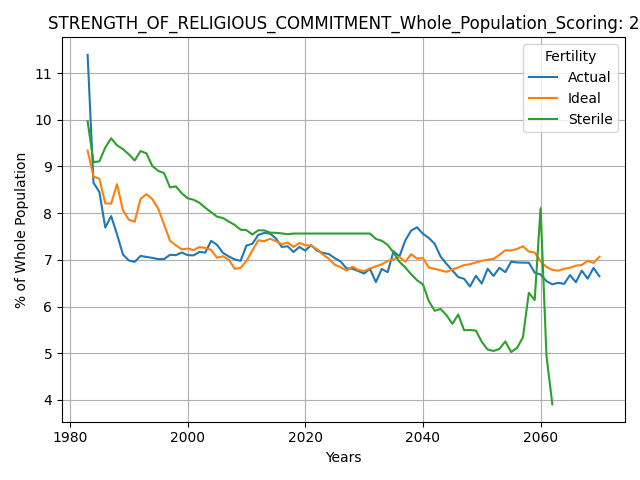 STRENGTH_OF_RELIGIOUS_COMMITMENT_Whole_Population_Scoring: 2
Fertility
Actual
Ideal
Sterile
% of Whole Population
11
10
9
8
7
6
5
4
1980
2000
2020
2040
2060
Years